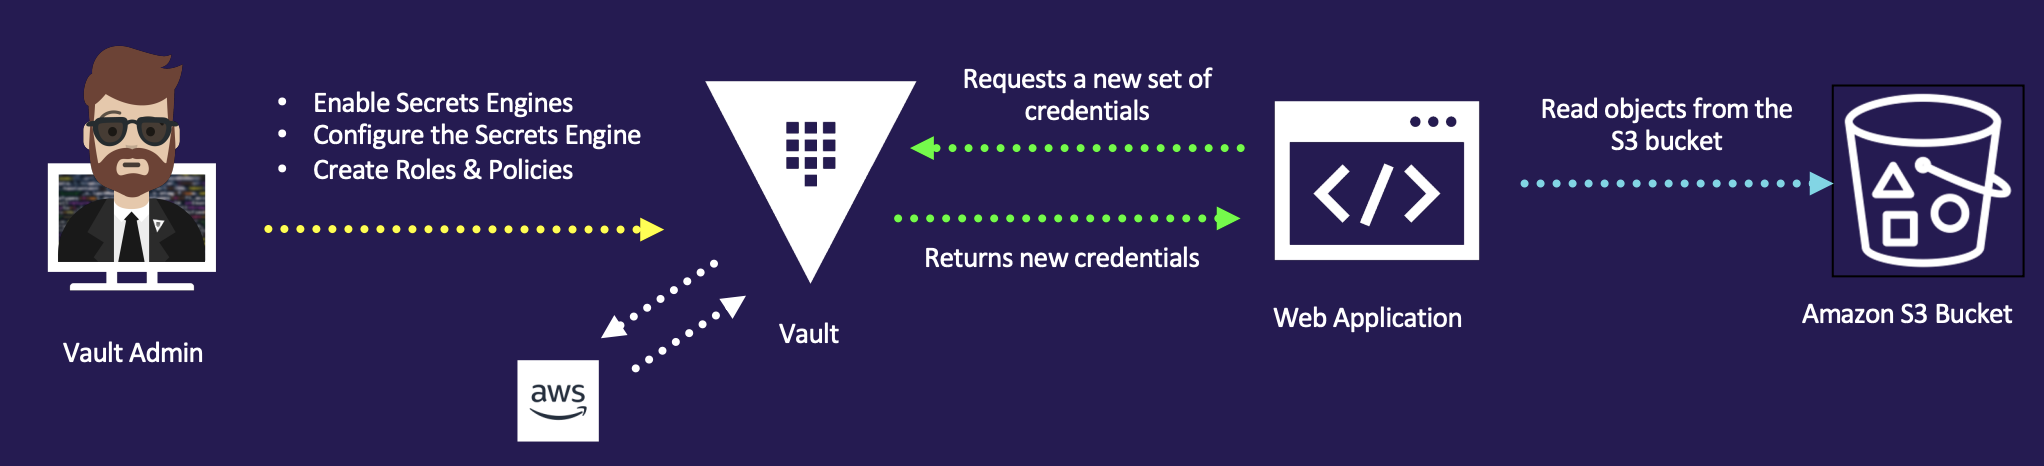 • Enable Secrets Engines
• Configure the Secrets Engine
• Create Roles & Policies
Vault Admin
aws
Vault
Requests a new set of
credentials
Returns new credentials
</>
Web Application
Read objects from the
S3 bucket
Amazon S3 Bucket